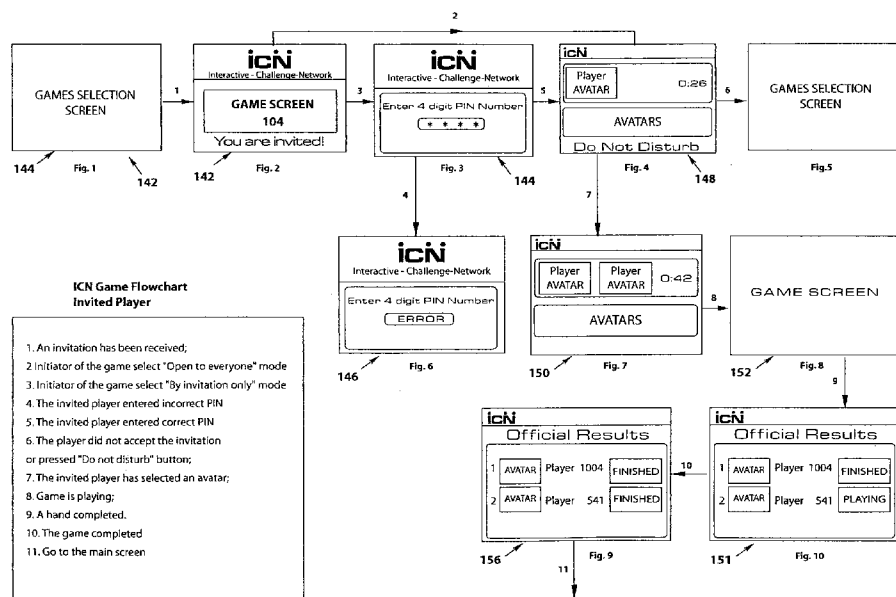 2
iCN
Interactive - Challenge-Network
GAMES SELECTION
SCREEN
1
GAME SCREEN
104
You are invited!
3
iCN
Interactive - Challenge-Network
Enter 4 digit PIN Number
* * * *
5
iCN
Player
AVATAR
0:26
AVATARS
Do Not Disturb
6
GAMES SELECTION
SCREEN
144
Fig. 1
142
142
Fig. 2
Fig. 3
144
Fig. 4
148
Fig.5
4
7
iCN
Interactive - Challenge-Network
Enter 4 digit PIN Number
ERROR
146
Fig. 6
iCN
Player
AVATAR
Player
AVATAR
0:42
AVATARS
150
Fig. 7
8
GAME SCREEN
152
Fig. 8
9
ICN Game Flowchart
Invited Player
1. An invitation has been received;
2 Initiator of the game select "Open to everyone" mode
3. Initiator of the game select "By invitation only" mode
4. The invited player entered incorrect PIN
5. The invited player entered correct PIN
6. The player did not accept the invitation
or pressed "Do not disturb" button;
7. The invited player has selected an avatar;
8. Game is playing;
9. A hand completed.
10. The game completed
11. Go to the main screen
iCN
Official Results
1 AVATAR Player 1004 FINISHED
2 AVATAR Player 541 FINISHED
156
Fig. 9
11
10
iCN
Official Results
1 AVATAR Player 1004 FINISHED
2 AVATAR Player 541 PLAYING
151
Fig. 10